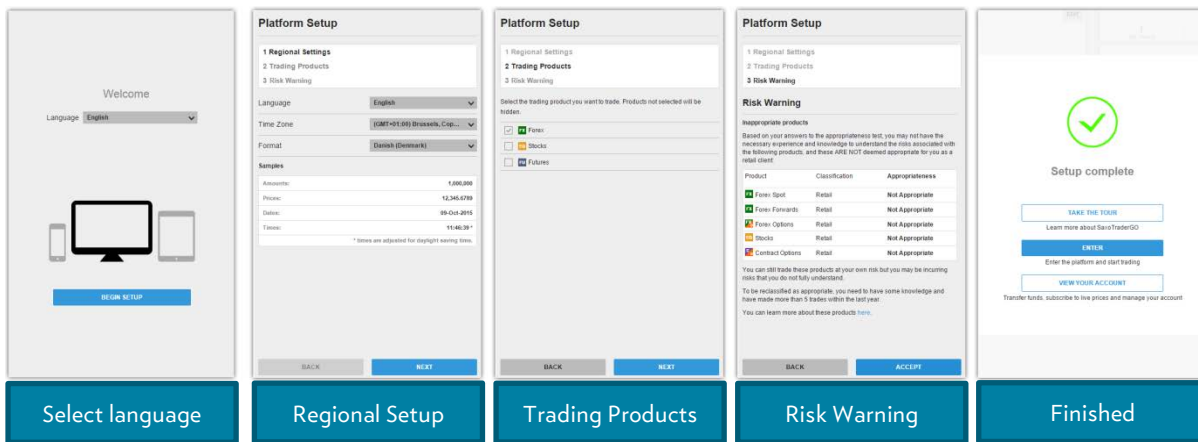 Welcome
Language English
BEGIN SETUP
Select language
Platform Setup
1 Regional Settings
2 Trading Products
3 Risk Warning
Language English
Time Zone (GMT+01:00) Brussels, Cop...
Format Danish (Denmark)
Samples
Amounts: 1,000,000
Prices: 12,345.6789
Dates: 09-Oct-2015
Times: 11:46:39 *
* times are adjusted for daylight saving time.
BACK NEXT
Regional Setup
Platform Setup
1 Regional Settings
2 Trading Products
3 Risk Warning
Select the trading product you want to trade. Products not selected will be
hidden.
FX Forex
Stocks
FU Futures
BACK NEXT
Trading Products
Platform Setup
1 Regional Settings
2 Trading Products
3 Risk Warning
Risk Warning
Inappropriate products
Based on your answers to the appropriateness test, you may not have the
necessary experience and knowledge to understand the risks associated with
the following products, and these ARE NOT deemed appropriate for you as a
retail client
Product Classification Appropriateness
FX Forex Spot Retail Not Appropriate
FX Forex Forwards Retail Not Appropriate
Forex Options Retail Not Appropriate
Stocks Retail Not Appropriate
Contract Options Retail Not Appropriate
You can still trade these products at your own risk but you may be incurring
risks that you do not fully understand.
To be reclassified as appropriate, you need to have some knowledge and
have made more than 5 trades within the last year.
You can learn more about these products here.
BACK ACCEPT
Risk Warning
Setup complete
TAKE THE TOUR
Learn more about SaxoTraderGO
ENTER
Enter the platform and start trading
VIEW YOUR ACCOUNT
Transfer funds, subscribe to live prices and manage your account
Finished